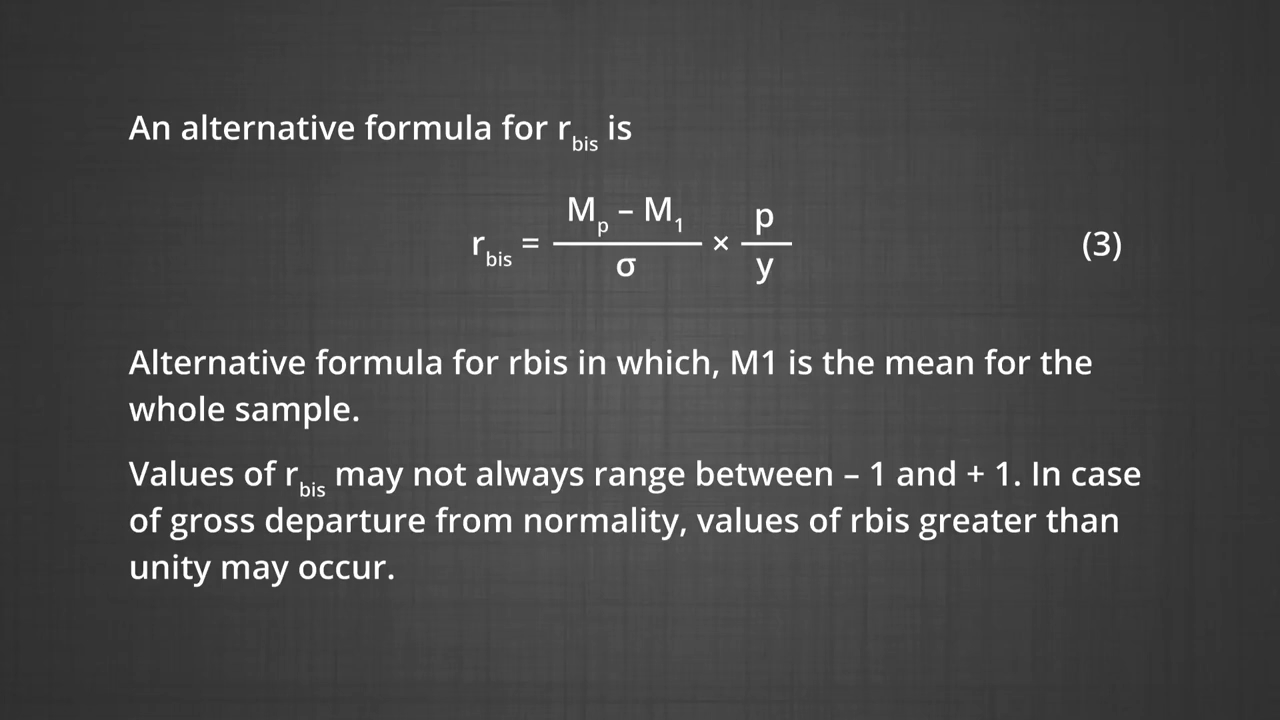 An alternative formula for r_bis is
r_bis = (M_p – M_1) / σ × p / y (3)
Alternative formula for rbis in which, M1 is the mean for the
whole sample.
Values of r_bis may not always range between – 1 and + 1. In case
of gross departure from normality, values of rbis greater than
unity may occur.